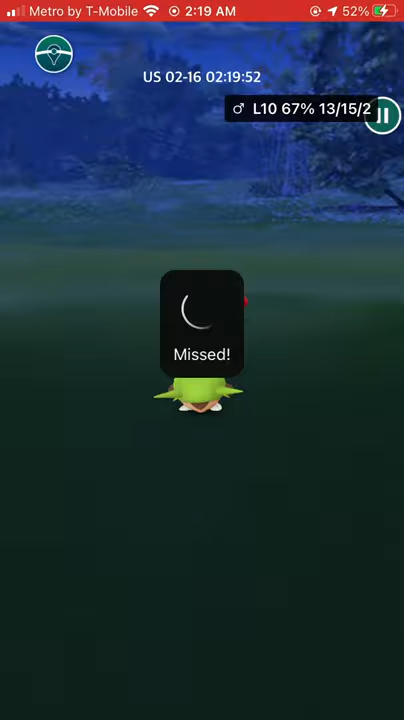 Metro by T-Mobile 2:19 AM 52%
US 02-16 02:19:52
♂ L10 67% 13/15/2
Missed!